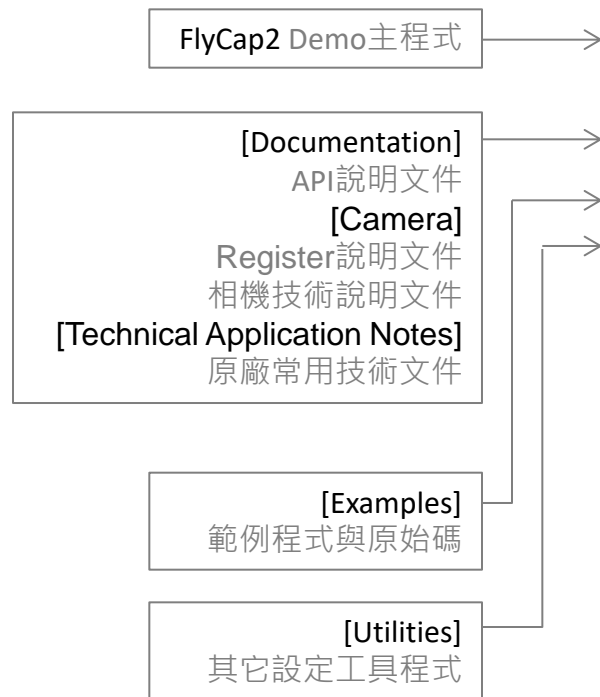 FlyCap2 Demo主程式
[Documentation]
API說明文件
[Camera]
Register說明文件
相機技術說明文件
[Technical Application Notes]
原廠常用技術文件
[Examples]
範例程式與原始碼
[Utilities]
其它設定工具程式